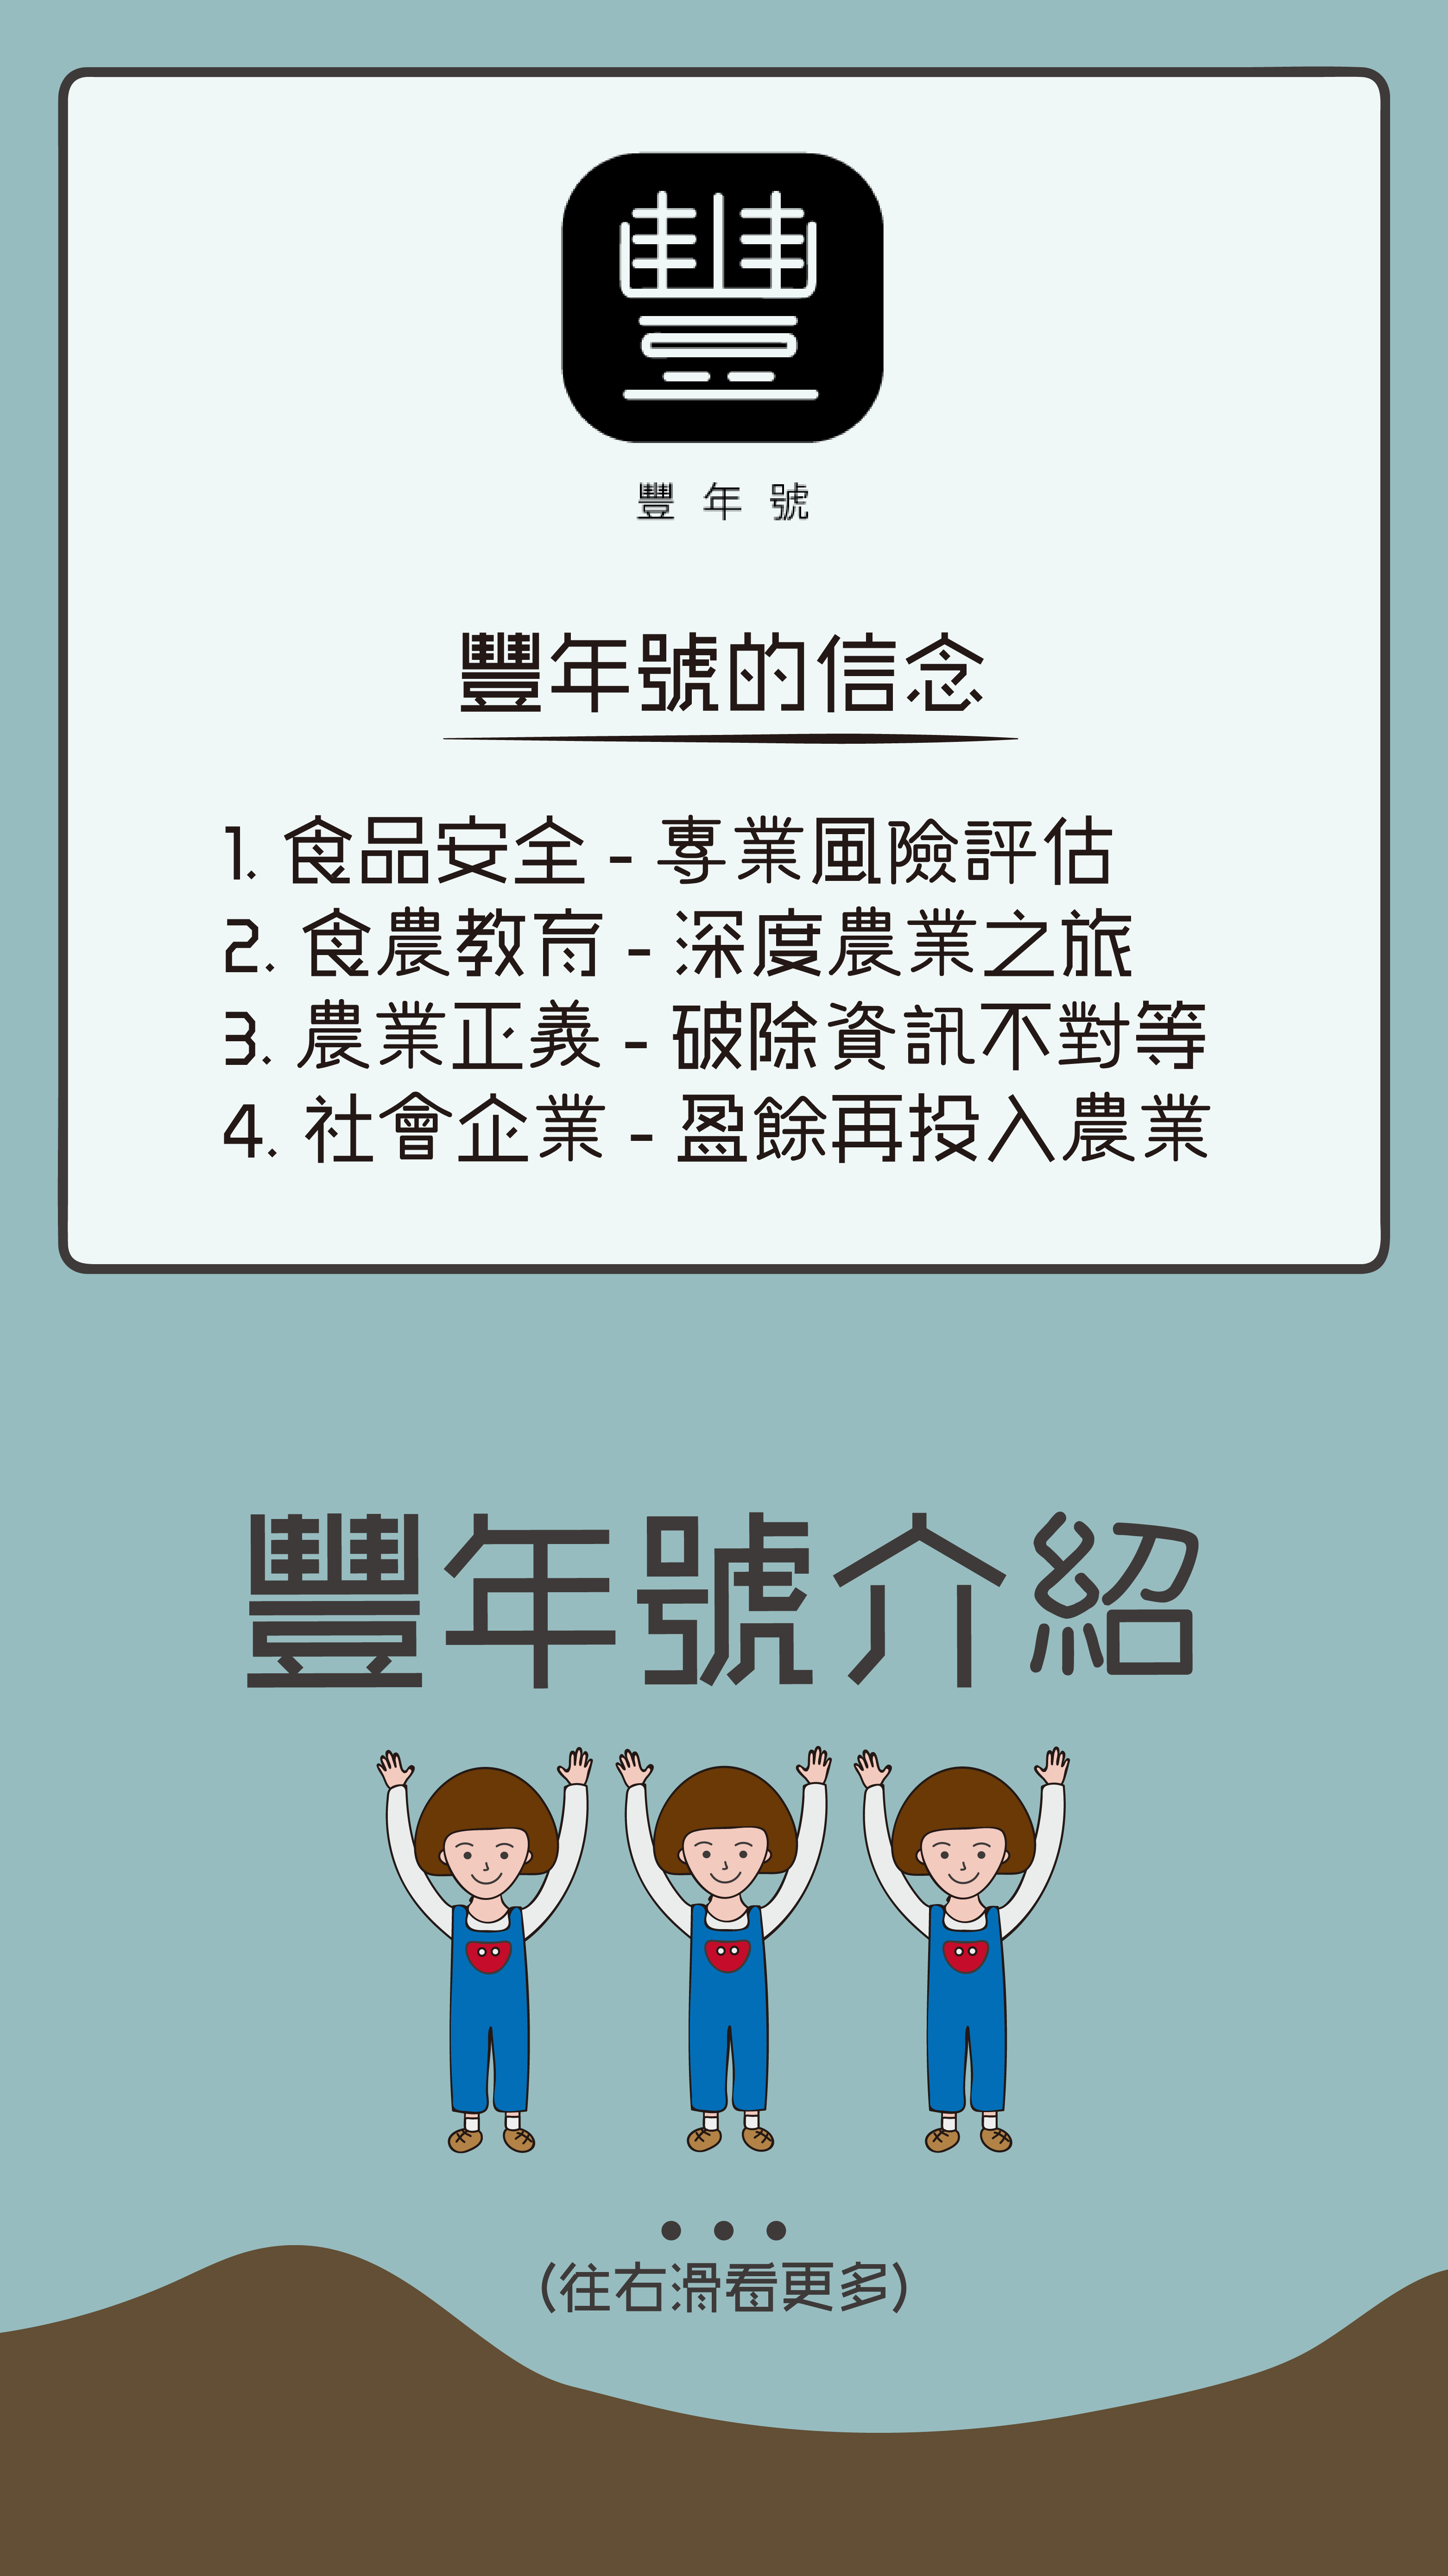 豐
豐年號
豐年號的信念
1. 食品安全 - 專業風險評估
2. 食農教育 - 深度農業之旅
3. 農業正義 - 破除資訊不對等
4. 社會企業 - 盈餘再投入農業
豐年號介紹
(往右滑看更多)